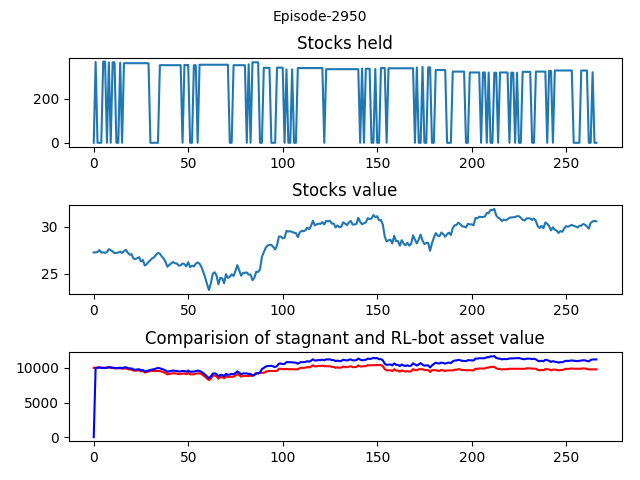 Episode-2950
Stocks held
200
0
0 50 100 150 200 250
Stocks value
30
25
0 50 100 150 200 250
Comparision of stagnant and RL-bot asset value
10000
5000
0
0 50 100 150 200 250